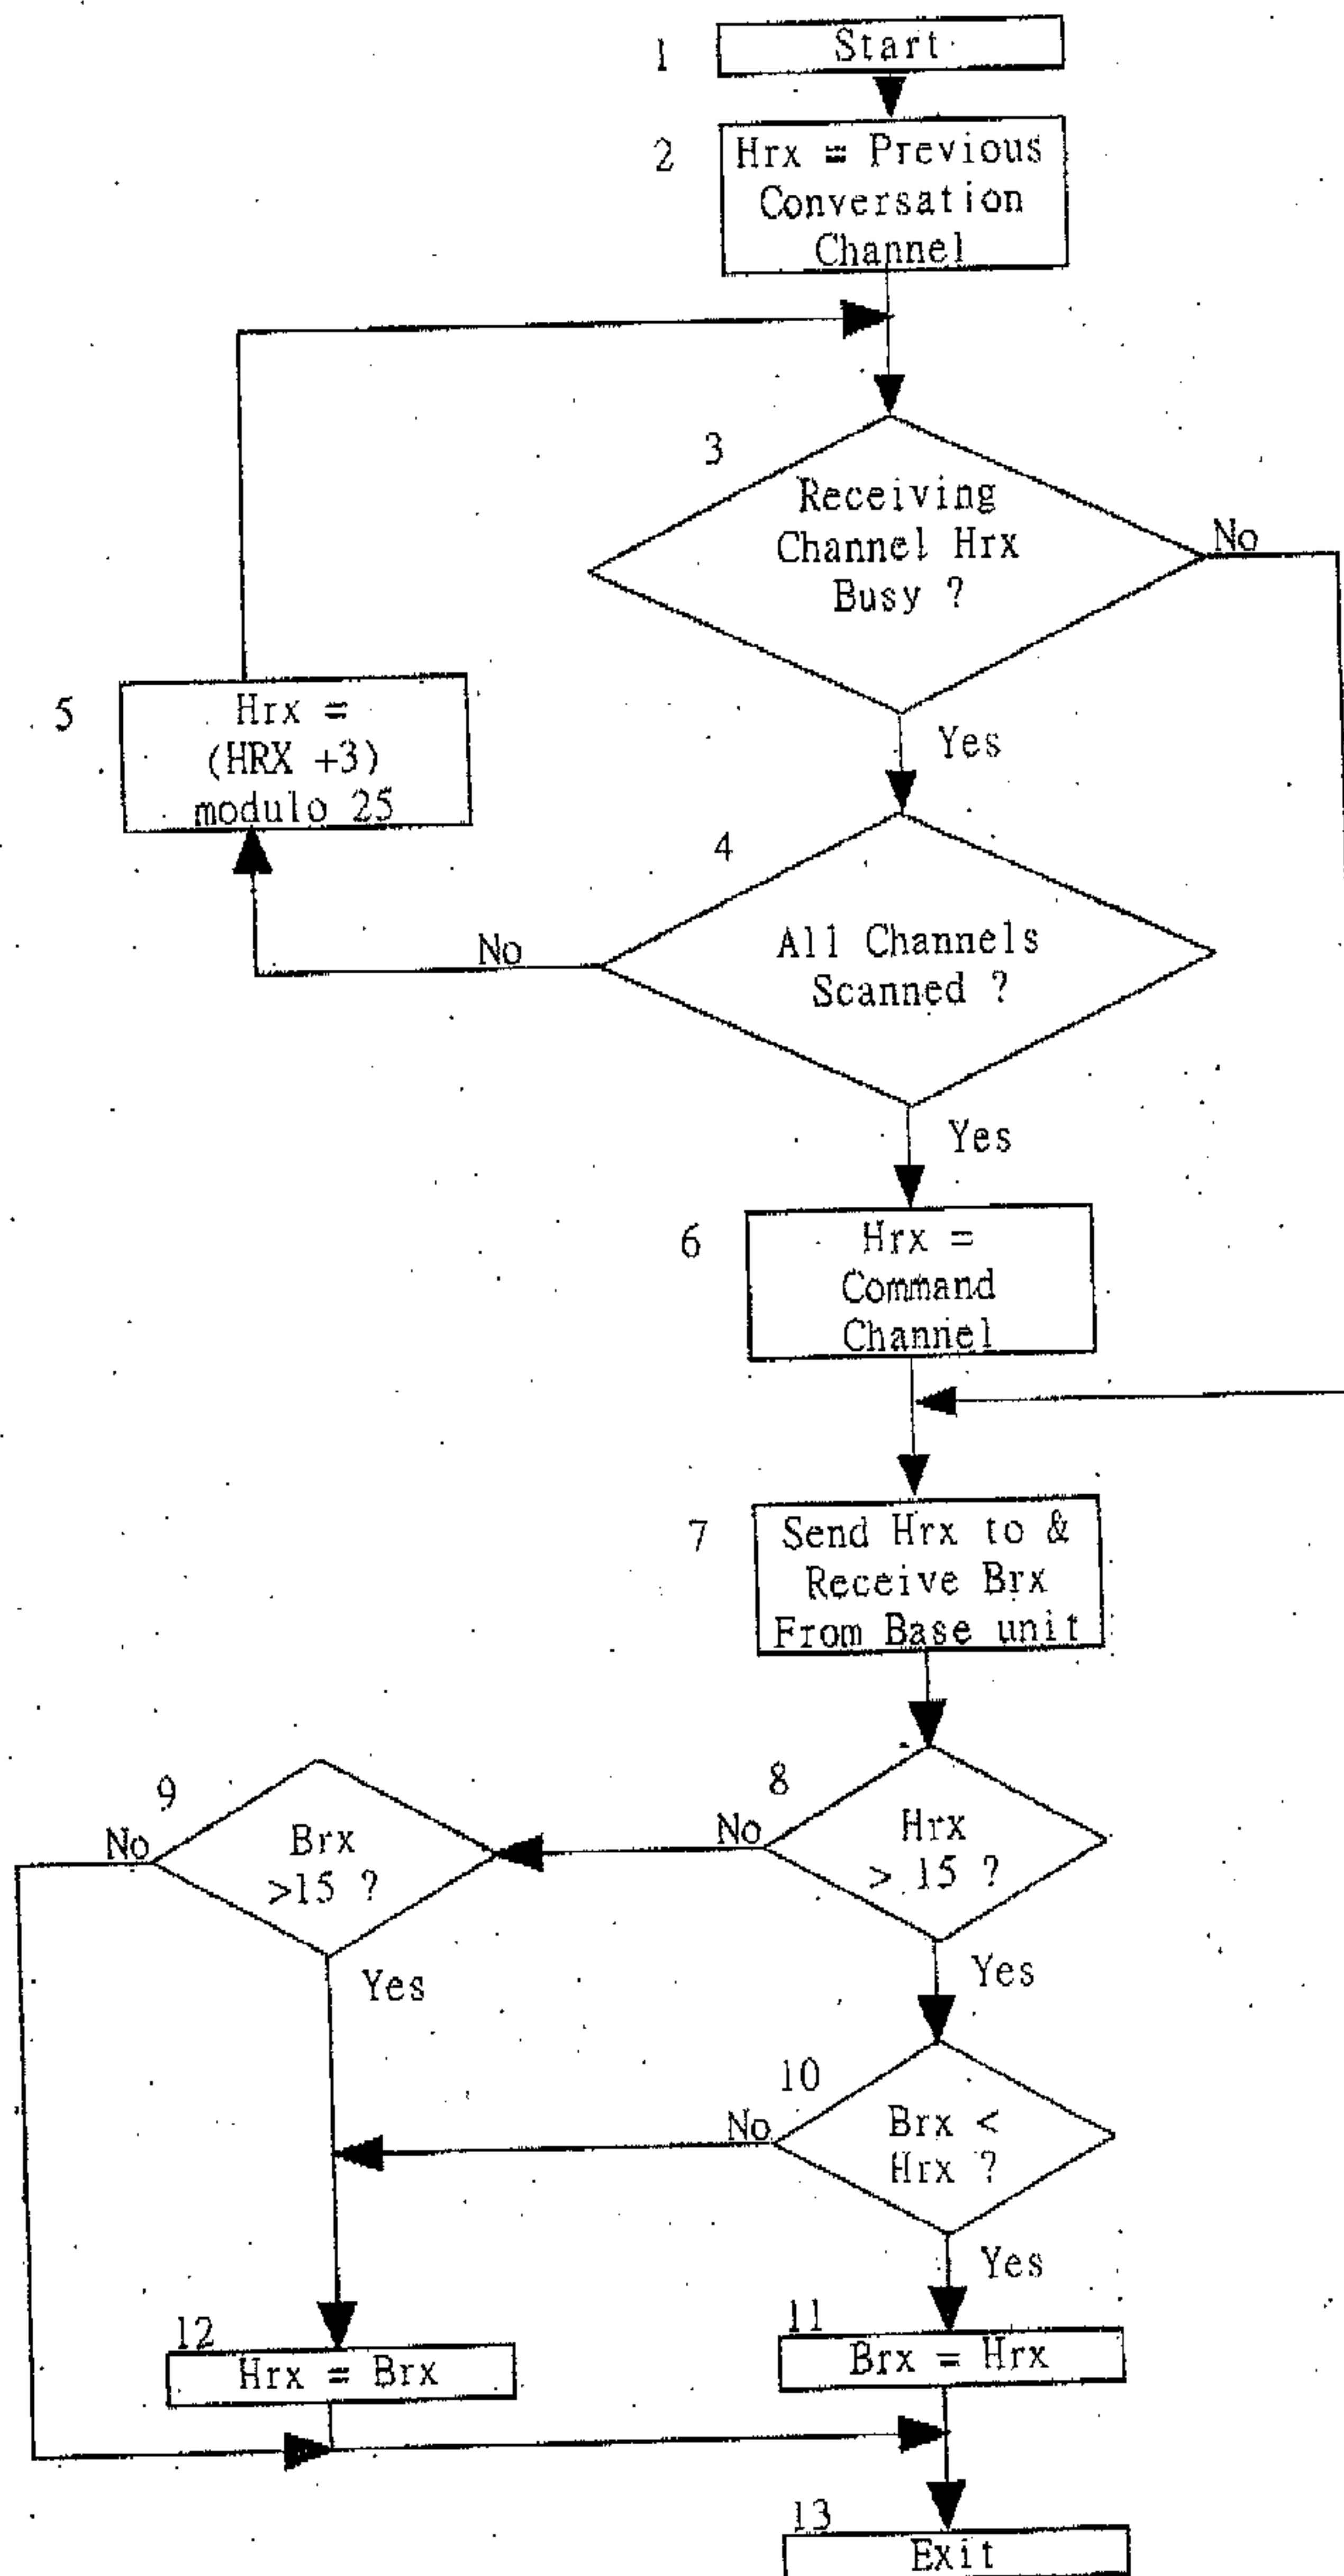 1
Start
2
Hrx = Previous
Conversation
Channel
3
Receiving
Channel Hrx
Busy ?
No
Yes
5
Hrx =
(HRX +3)
modulo 25
4
All Channels
Scanned ?
No
Yes
6
Hrx =
Command
Channel
7
Send Hrx to &
Receive Brx
From Base unit
8
Hrx
> 15 ?
No
Yes
9
Brx
>15 ?
No
Yes
10
Brx <
Hrx ?
No
Yes
12
Hrx = Brx
11
Brx = Hrx
13
Exit